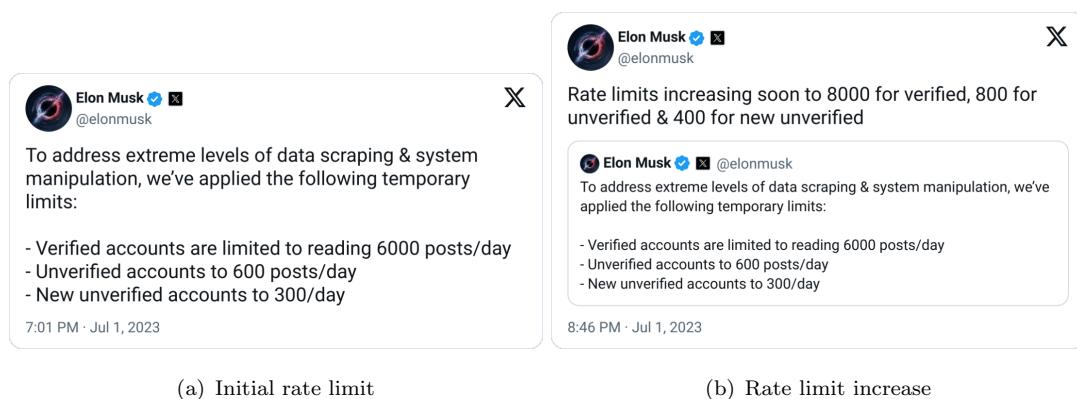 Elon Musk
@elonmusk
To address extreme levels of data scraping & system
manipulation, we’ve applied the following temporary
limits:
- Verified accounts are limited to reading 6000 posts/day
- Unverified accounts to 600 posts/day
- New unverified accounts to 300/day
7:01 PM · Jul 1, 2023
(a) Initial rate limit
Elon Musk
@elonmusk
Rate limits increasing soon to 8000 for verified, 800 for
unverified & 400 for new unverified
Elon Musk @elonmusk
To address extreme levels of data scraping & system manipulation, we’ve
applied the following temporary limits:
- Verified accounts are limited to reading 6000 posts/day
- Unverified accounts to 600 posts/day
- New unverified accounts to 300/day
8:46 PM · Jul 1, 2023
(b) Rate limit increase